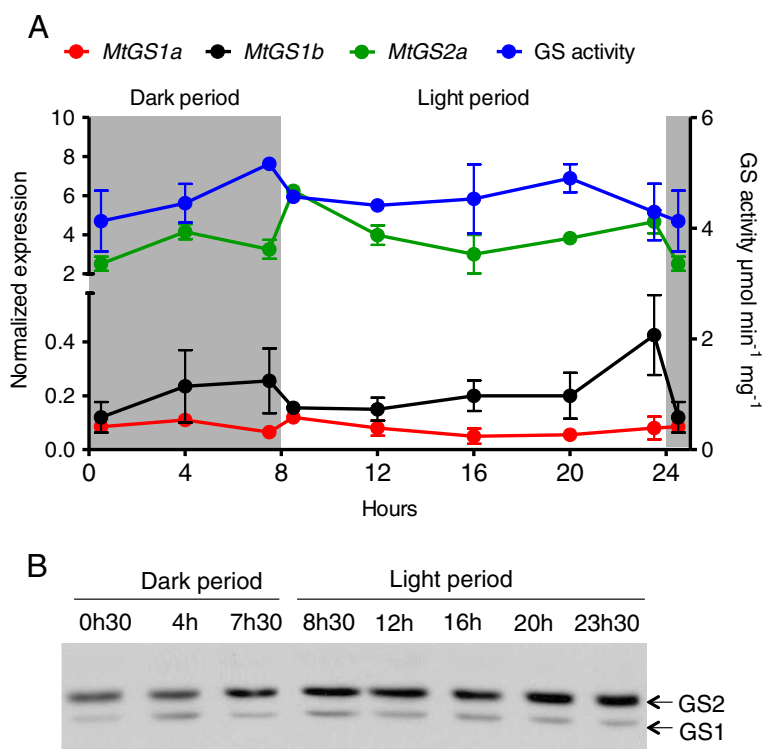 A
MtGS1a MtGS1b MtGS2a GS activity
Dark period Light period
10
8
6
4
2
0.4
0.2
0.0
Normalized expression
6
4
2
0
GS activity µmol min⁻¹ mg⁻¹
0 4 8 12 16 20 24
Hours
B
Dark period Light period
0h30 4h 7h30 8h30 12h 16h 20h 23h30
GS2
GS1